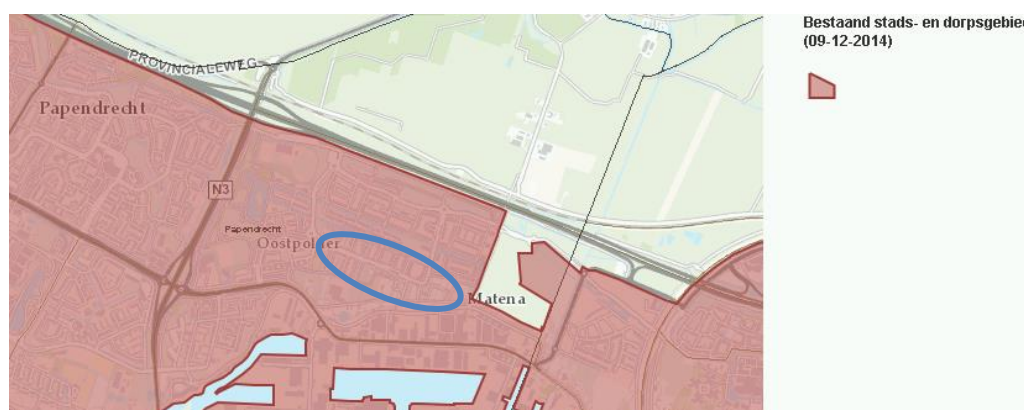 Bestaand stads- en dorpsgebied
(09-12-2014)
PROVINCIALEWEG
Papendrecht
N3
Papendrecht
Oostpolder
Matena